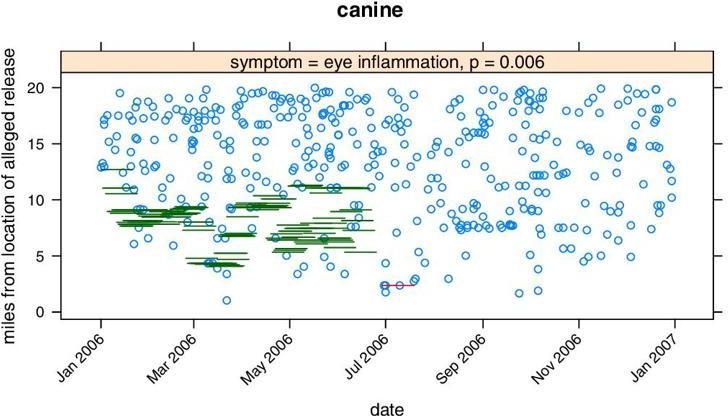 canine
symptom = eye inflammation, p = 0.006
miles from location of alleged release
20
15
10
5
0
Jan 2006
Mar 2006
May 2006
Jul 2006
Sep 2006
Nov 2006
Jan 2007
date